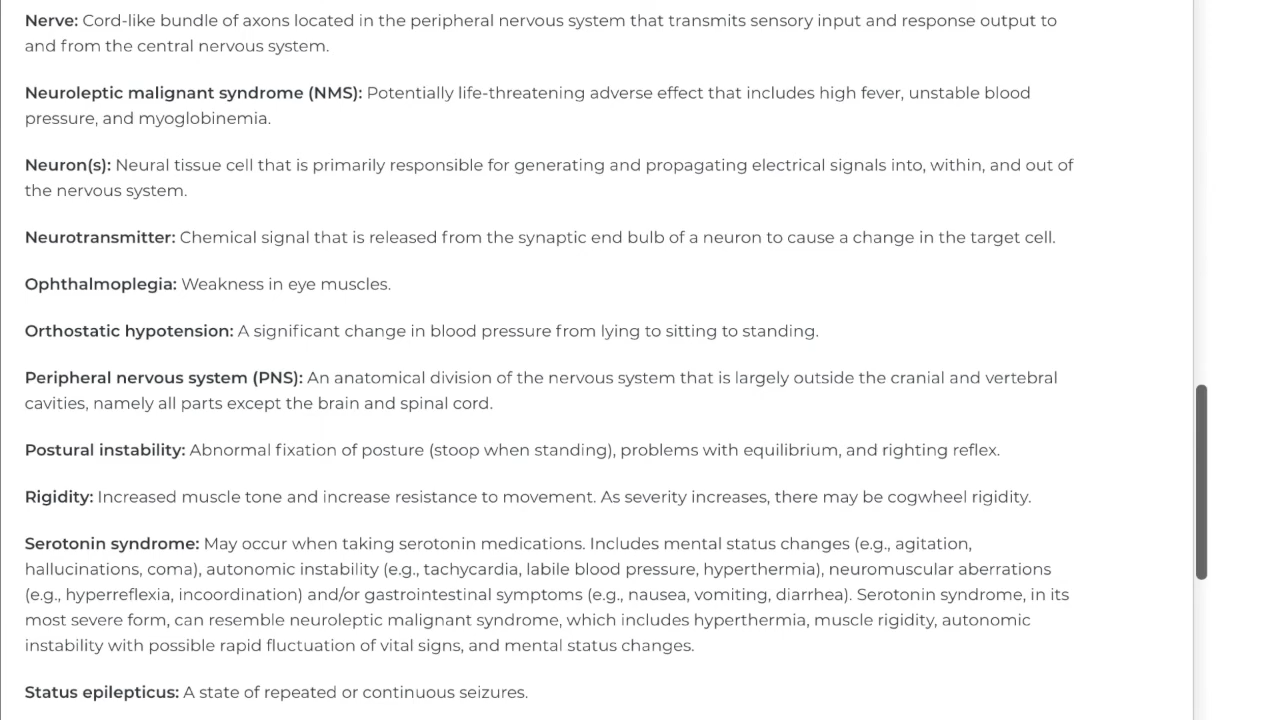 Nerve: Cord-like bundle of axons located in the peripheral nervous system that transmits sensory input and response output to
and from the central nervous system.
Neuroleptic malignant syndrome (NMS): Potentially life-threatening adverse effect that includes high fever, unstable blood
pressure, and myoglobinemia.
Neuron(s): Neural tissue cell that is primarily responsible for generating and propagating electrical signals into, within, and out of
the nervous system.
Neurotransmitter: Chemical signal that is released from the synaptic end bulb of a neuron to cause a change in the target cell.
Ophthalmoplegia: Weakness in eye muscles.
Orthostatic hypotension: A significant change in blood pressure from lying to sitting to standing.
Peripheral nervous system (PNS): An anatomical division of the nervous system that is largely outside the cranial and vertebral
cavities, namely all parts except the brain and spinal cord.
Postural instability: Abnormal fixation of posture (stoop when standing), problems with equilibrium, and righting reflex.
Rigidity: Increased muscle tone and increase resistance to movement. As severity increases, there may be cogwheel rigidity.
Serotonin syndrome: May occur when taking serotonin medications. Includes mental status changes (e.g., agitation,
hallucinations, coma), autonomic instability (e.g., tachycardia, labile blood pressure, hyperthermia), neuromuscular aberrations
(e.g., hyperreflexia, incoordination) and/or gastrointestinal symptoms (e.g., nausea, vomiting, diarrhea). Serotonin syndrome, in its
most severe form, can resemble neuroleptic malignant syndrome, which includes hyperthermia, muscle rigidity, autonomic
instability with possible rapid fluctuation of vital signs, and mental status changes.
Status epilepticus: A state of repeated or continuous seizures.